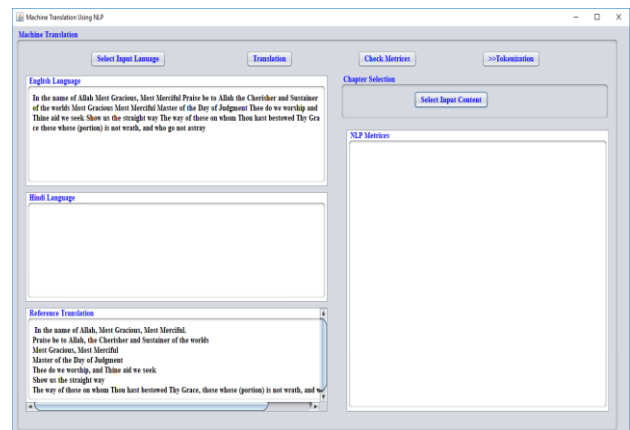 Machine Translation Using NLP
Machine Translation
Select Input Lanuage
Translation
Check Metrices
>>Tokenization
English Language
In the name of Allah Most Gracious, Most Merciful Praise be to Allah the Cherisher and Sustainer
of the worlds Most Gracious Most Merciful Master of the Day of Judgment Thee do we worship and
Thine aid we seek Show us the straight way The way of those on whom Thou hast bestowed Thy Gra
ce those whose (portion) is not wrath, and who go not astray
Chapter Selection
Select Input Content
NLP Metrices
Hindi Language
Reference Translation
In the name of Allah, Most Gracious, Most Merciful.
Praise be to Allah, the Cherisher and Sustainer of the worlds
Most Gracious, Most Merciful
Master of the Day of Judgment
Thee do we worship, and Thine aid we seek
Show us the straight way
The way of those on whom Thou hast bestowed Thy Grace, those whose (portion) is not wrath, and w